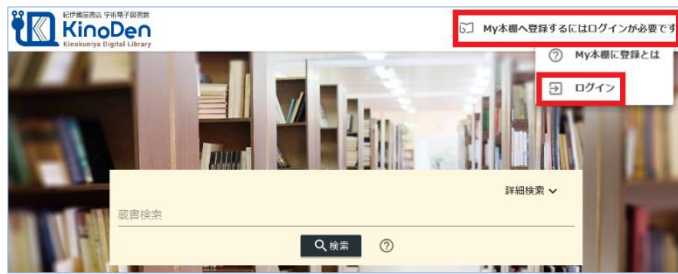 紀伊國屋書店 学術電子図書館
KinoDen
Kinokuniya Digital Library
My本棚へ登録するにはログインが必要です
My本棚に登録とは
ログイン
詳細検索
蔵書検索
検索